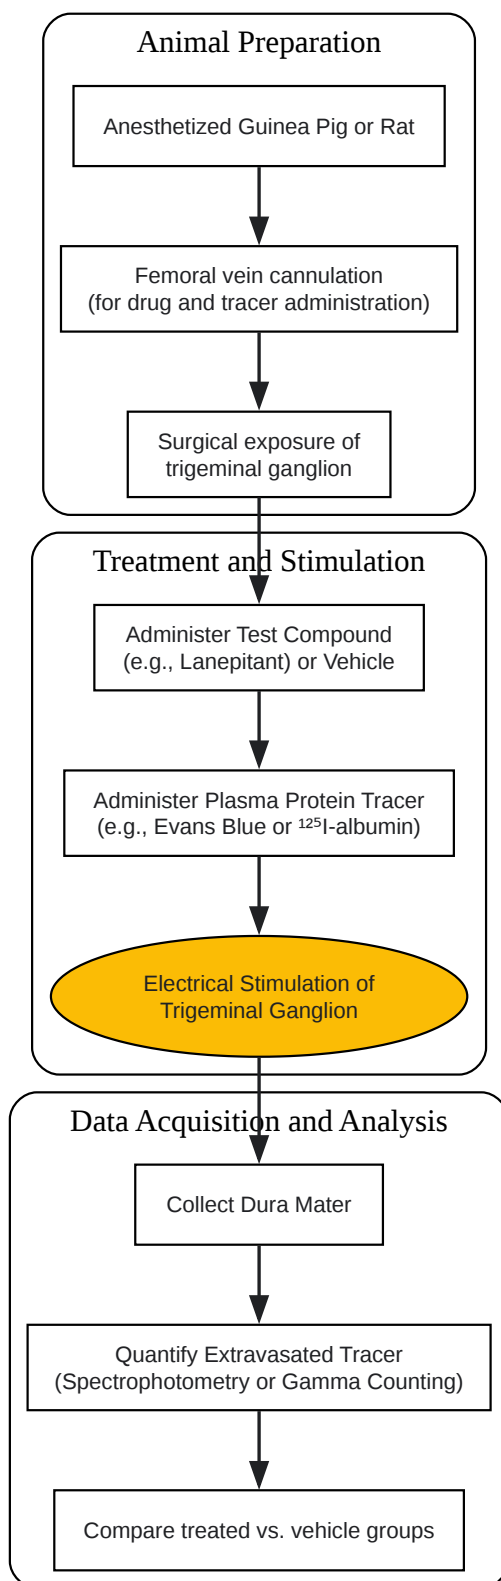 Animal Preparation
Anesthetized Guinea Pig or Rat
Femoral vein cannulation
(for drug and tracer administration)
Surgical exposure of
trigeminal ganglion
Treatment and Stimulation
Administer Test Compound
(e.g., Lanepitant) or Vehicle
Administer Plasma Protein Tracer
(e.g., Evans Blue or ¹²⁵I-albumin)
Electrical Stimulation of
Trigeminal Ganglion
Data Acquisition and Analysis
Collect Dura Mater
Quantify Extravasated Tracer
(Spectrophotometry or Gamma Counting)
Compare treated vs. vehicle groups